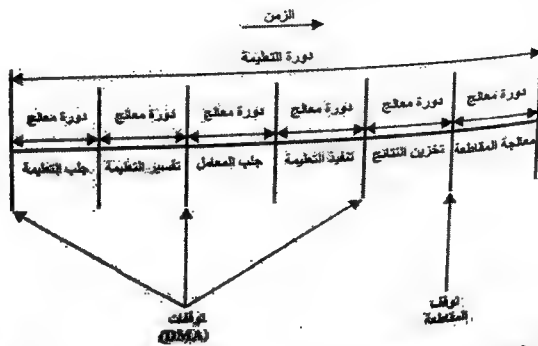 الزمن
دورة التعليمة
دورة معالج دورة معالج دورة معالج دورة معالج دورة معالج دورة معالج
جلب التعليمة تفسير التعليمة جلب المعامل تنفيذ التعليمة تخزين النتائج معالجة المقاطعة
توقفات
(DMA)
توقف
المقاطعة